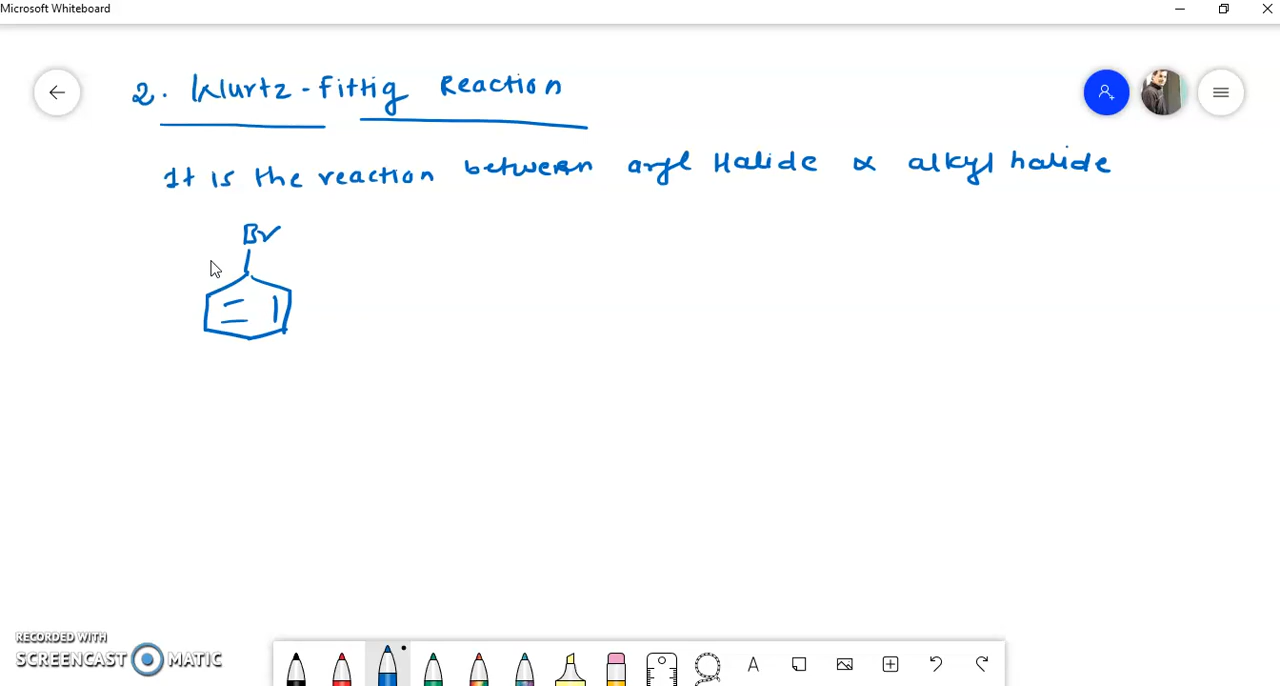 Microsoft Whiteboard
2. Wurtz-Fittig Reaction
It is the reaction between aryl Halide & alkyl halide
Br
RECORDED WITH
SCREENCAST MATIC
A